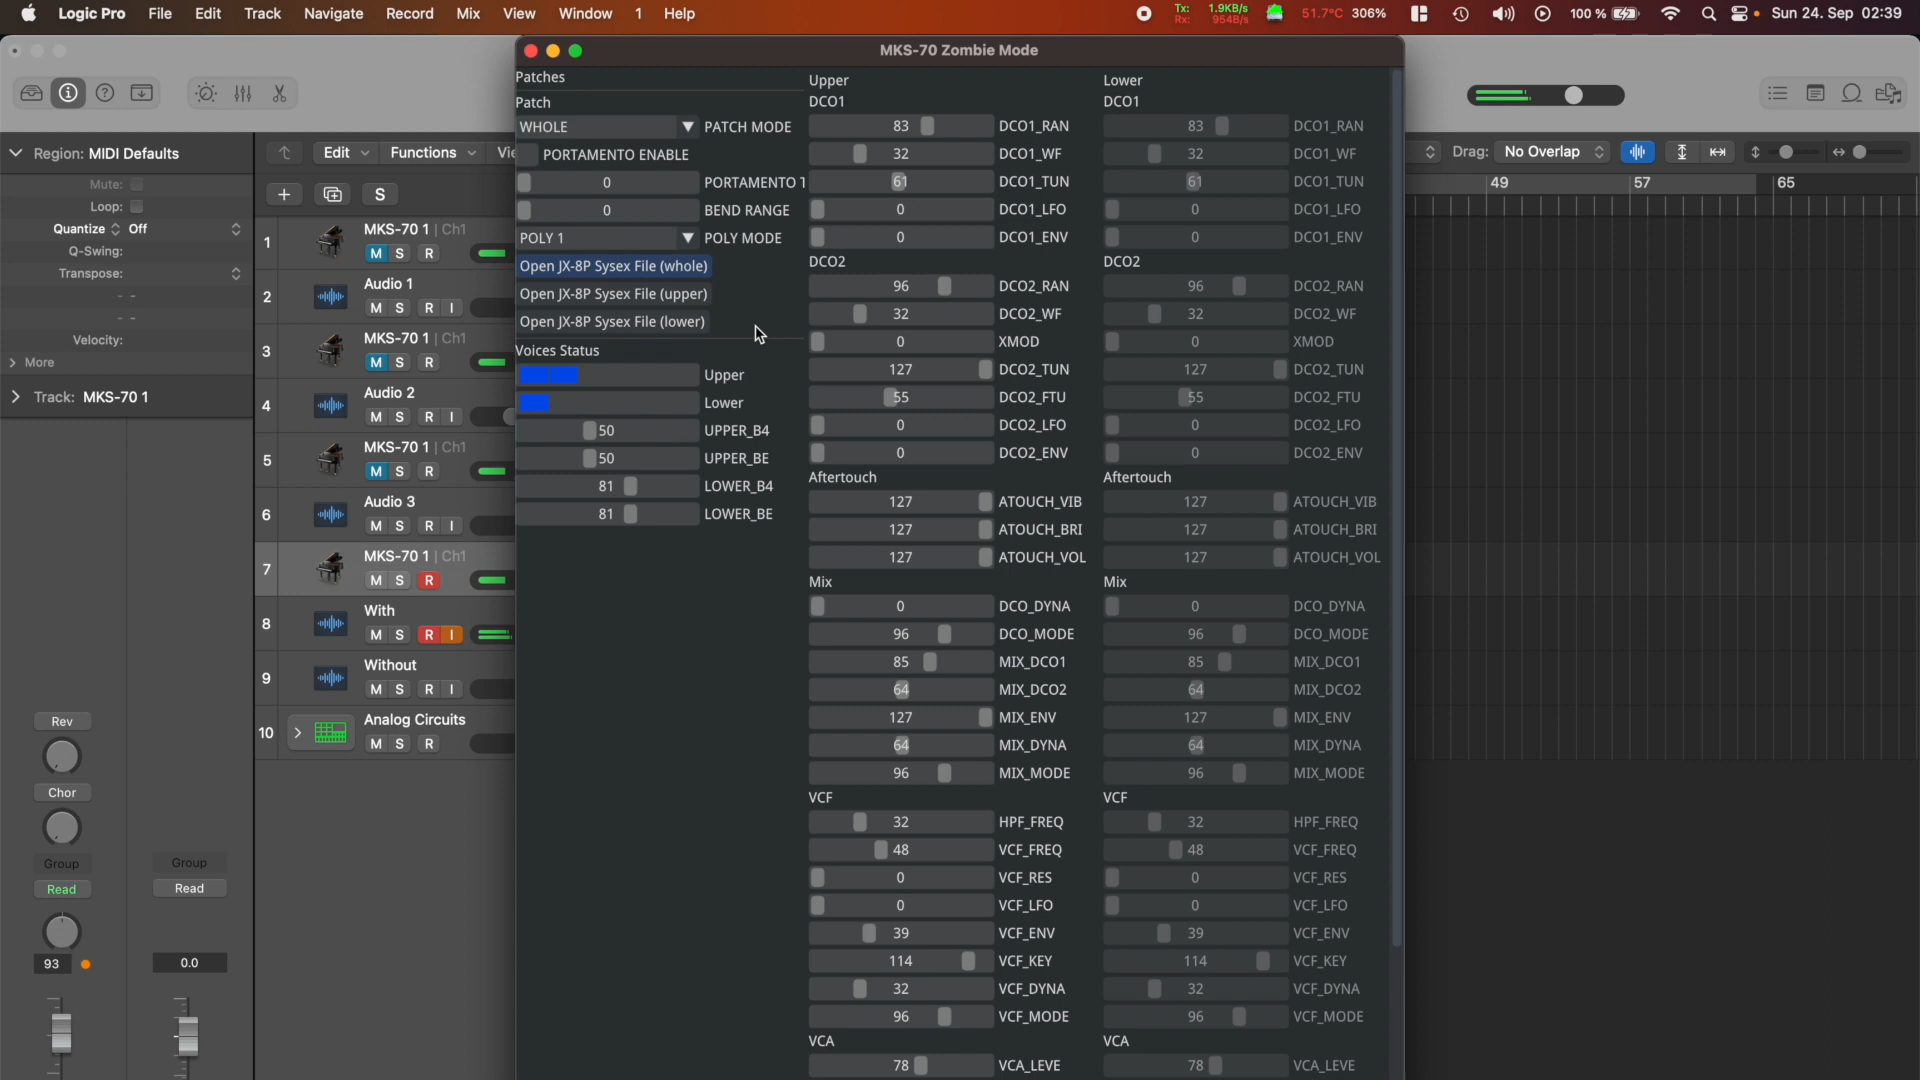 Logic Pro File Edit Track Navigate Record Mix View Window 1 Help
Tx: 1.9KB/s
Rx: 954B/s
51.7°C 306% 100 % Sun 24. Sep 02:39
MKS-70 Zombie Mode
Region: MIDI Defaults
Mute:
Loop:
Quantize Off
Q-Swing:
Transpose:
- -
- -
Velocity:
More
Track: MKS-70 1
Rev
Chor
Group
Read
93
Group
Read
0.0
Edit Functions Vie
S
1 MKS-70 1 | Ch1
M S R
2 Audio 1
M S R I
3 MKS-70 1 | Ch1
M S R
4 Audio 2
M S R I
5 MKS-70 1 | Ch1
M S R
6 Audio 3
M S R I
7 MKS-70 1 | Ch1
M S R
8 With
M S R I
9 Without
M S R I
10 Analog Circuits
M S R
Patches
Patch
WHOLE PATCH MODE
PORTAMENTO ENABLE
0 PORTAMENTO T
0 BEND RANGE
POLY 1 POLY MODE
Open JX-8P Sysex File (whole)
Open JX-8P Sysex File (upper)
Open JX-8P Sysex File (lower)
Voices Status
Upper
Lower
50 UPPER_B4
50 UPPER_BE
81 LOWER_B4
81 LOWER_BE
Upper
DCO1
83 DCO1_RAN
32 DCO1_WF
61 DCO1_TUN
0 DCO1_LFO
0 DCO1_ENV
DCO2
96 DCO2_RAN
32 DCO2_WF
0 XMOD
127 DCO2_TUN
55 DCO2_FTU
0 DCO2_LFO
0 DCO2_ENV
Aftertouch
127 ATOUCH_VIB
127 ATOUCH_BRI
127 ATOUCH_VOL
Mix
0 DCO_DYNA
96 DCO_MODE
85 MIX_DCO1
64 MIX_DCO2
127 MIX_ENV
64 MIX_DYNA
96 MIX_MODE
VCF
32 HPF_FREQ
48 VCF_FREQ
0 VCF_RES
0 VCF_LFO
39 VCF_ENV
114 VCF_KEY
32 VCF_DYNA
96 VCF_MODE
VCA
78 VCA_LEVE
Lower
DCO1
83 DCO1_RAN
32 DCO1_WF
61 DCO1_TUN
0 DCO1_LFO
0 DCO1_ENV
DCO2
96 DCO2_RAN
32 DCO2_WF
0 XMOD
127 DCO2_TUN
55 DCO2_FTU
0 DCO2_LFO
0 DCO2_ENV
Aftertouch
127 ATOUCH_VIB
127 ATOUCH_BRI
127 ATOUCH_VOL
Mix
0 DCO_DYNA
96 DCO_MODE
85 MIX_DCO1
64 MIX_DCO2
127 MIX_ENV
64 MIX_DYNA
96 MIX_MODE
VCF
32 HPF_FREQ
48 VCF_FREQ
0 VCF_RES
0 VCF_LFO
39 VCF_ENV
114 VCF_KEY
32 VCF_DYNA
96 VCF_MODE
VCA
78 VCA_LEVE
Drag: No Overlap
49 57 65